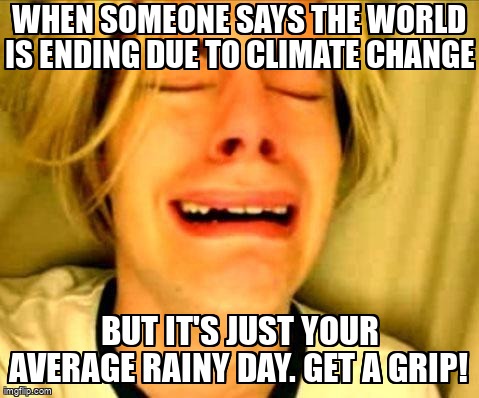 WHEN SOMEONE SAYS THE WORLD
IS ENDING DUE TO CLIMATE CHANGE
BUT IT'S JUST YOUR
AVERAGE RAINY DAY. GET A GRIP!
imgflip.com